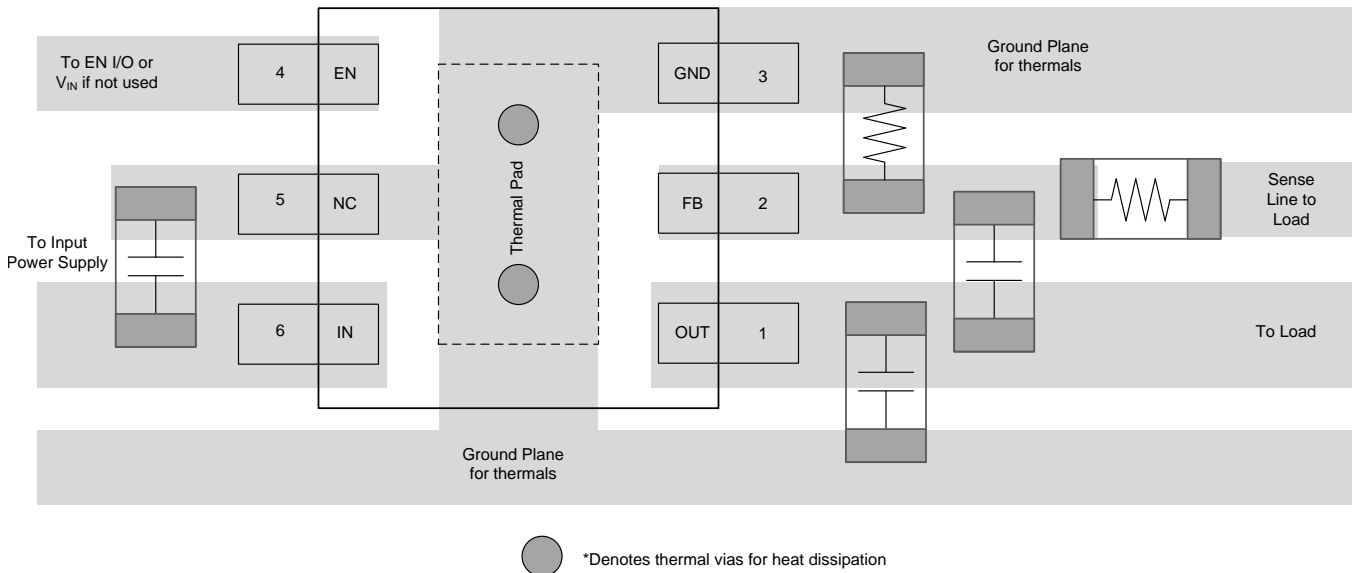 To EN I/O or
VIN if not used
4
EN
GND
3
Ground Plane
for thermals
5
NC
Thermal Pad
FB
2
Sense
Line to
Load
To Input
Power Supply
6
IN
OUT
1
To Load
Ground Plane
for thermals
*Denotes thermal vias for heat dissipation